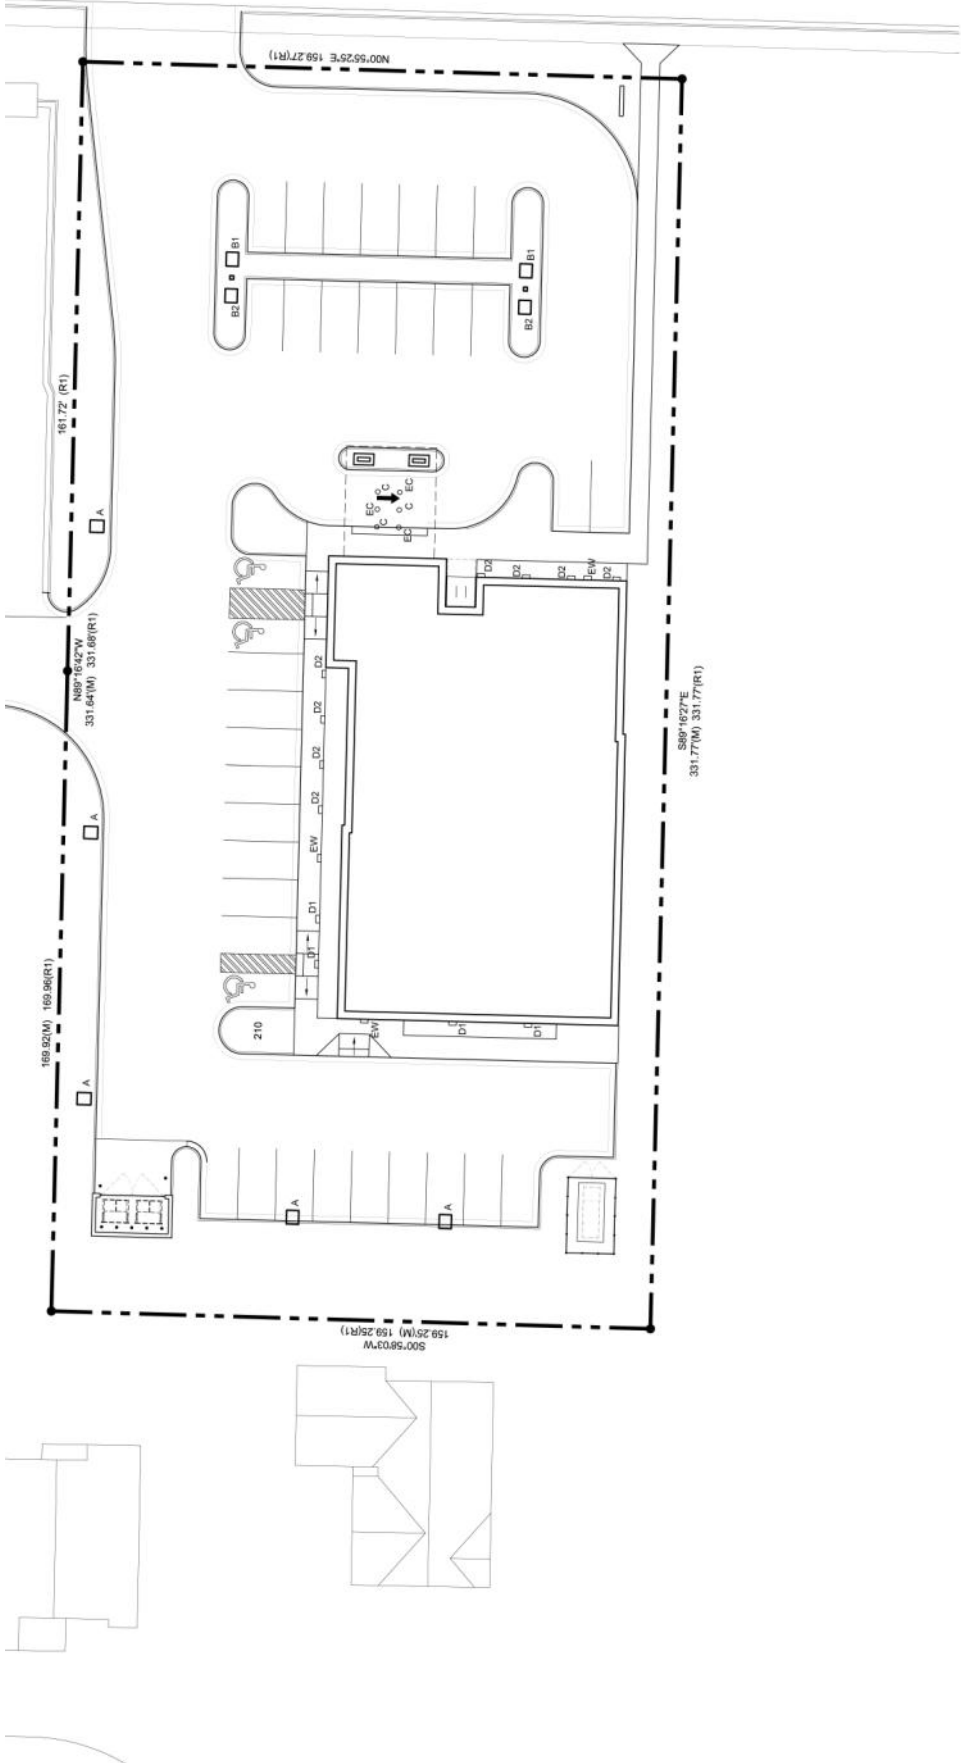 N00°55'25"E 159.27'(R1)
B1
B2
B1
B2
161.72' (R1)
A
C
EC
EC
C
C
EC
N89°16'42"W
331.64'(M) 331.68'(R1)
D2
D2
D2
EW
D2
D2
D2
D2
D2
EW
D1
D1
S89°16'27"E
331.77'(M) 331.77'(R1)
A
169.92(M) 169.96(R1)
210
EW
D1
D1
A
A
A
S00°58'03"W
159.25'(M) 159.25(R1)